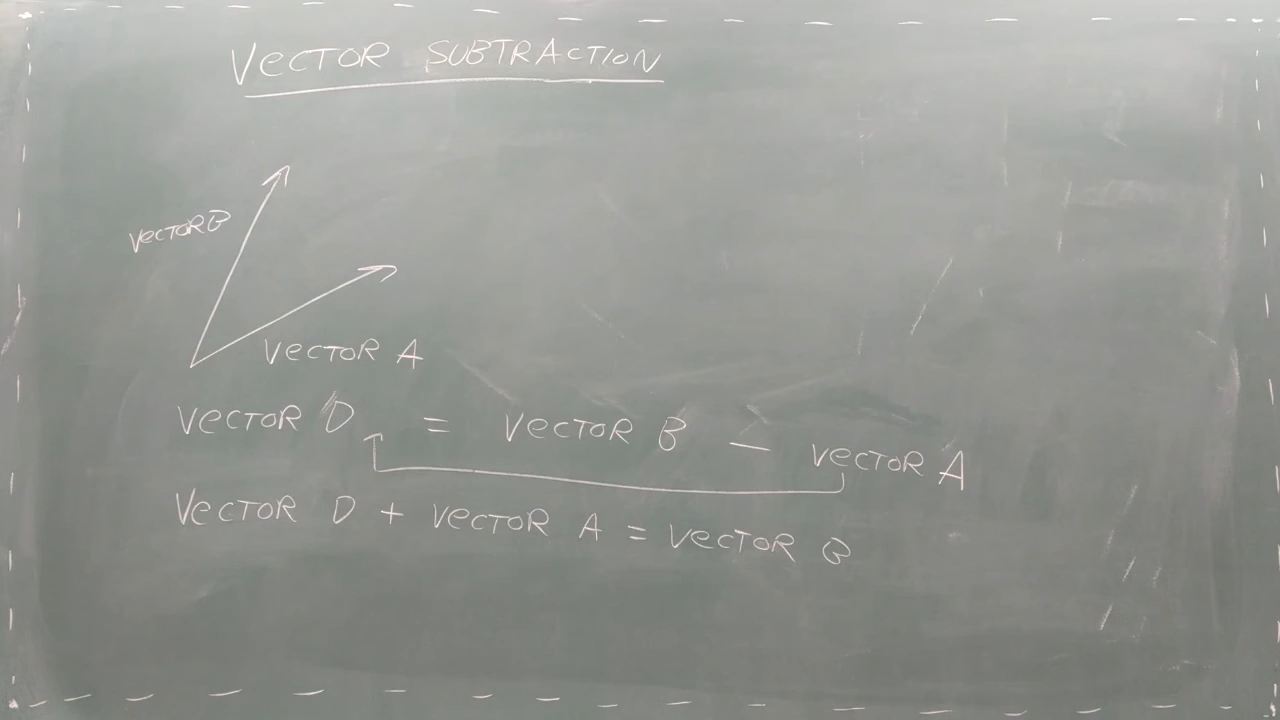 VECTOR SUBTRACTION
VECTOR B
VECTOR A
VECTOR D = VECTOR B - VECTOR A
VECTOR D + VECTOR A = VECTOR B